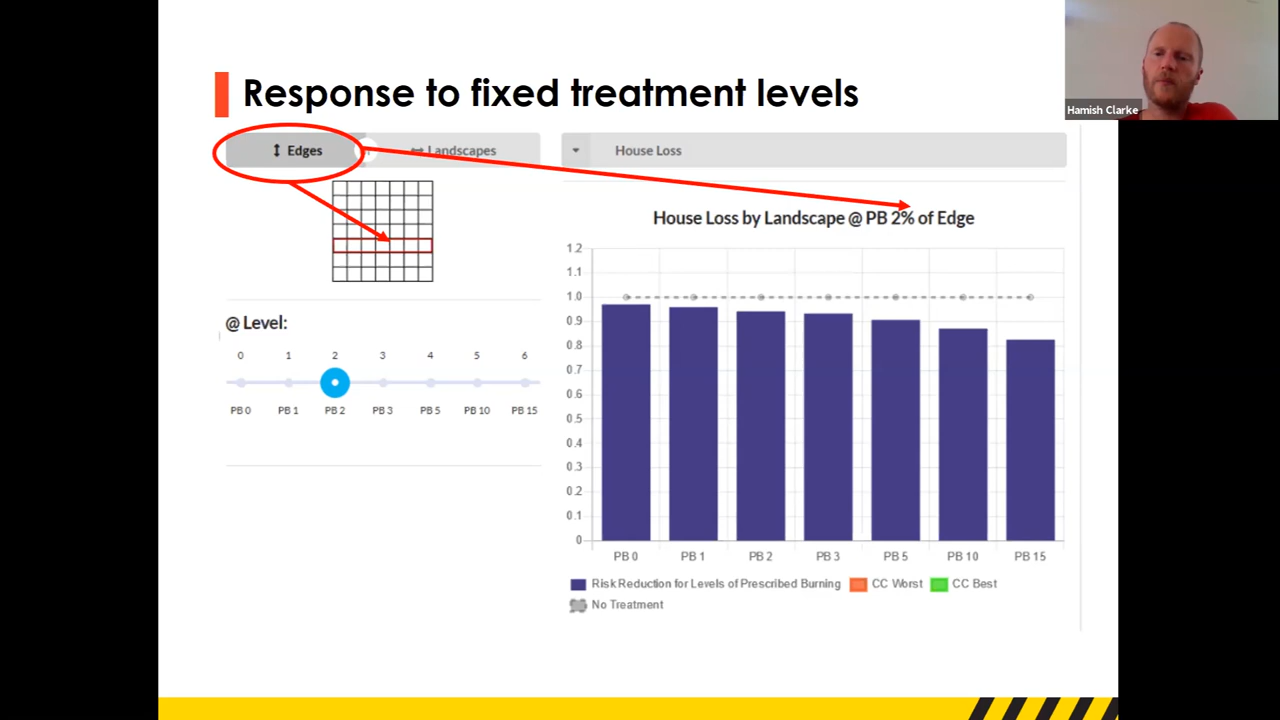 Response to fixed treatment levels
Hamish Clarke
Edges
Landscapes
House Loss
House Loss by Landscape @ PB 2% of Edge
@ Level:
0 1 2 3 4 5 6
PB 0 PB 1 PB 2 PB 3 PB 5 PB 10 PB 15
1.2
1.1
1.0
0.9
0.8
0.7
0.6
0.5
0.4
0.3
0.2
0.1
0
PB 0 PB 1 PB 2 PB 3 PB 5 PB 10 PB 15
Risk Reduction for Levels of Prescribed Burning CC Worst CC Best
No Treatment